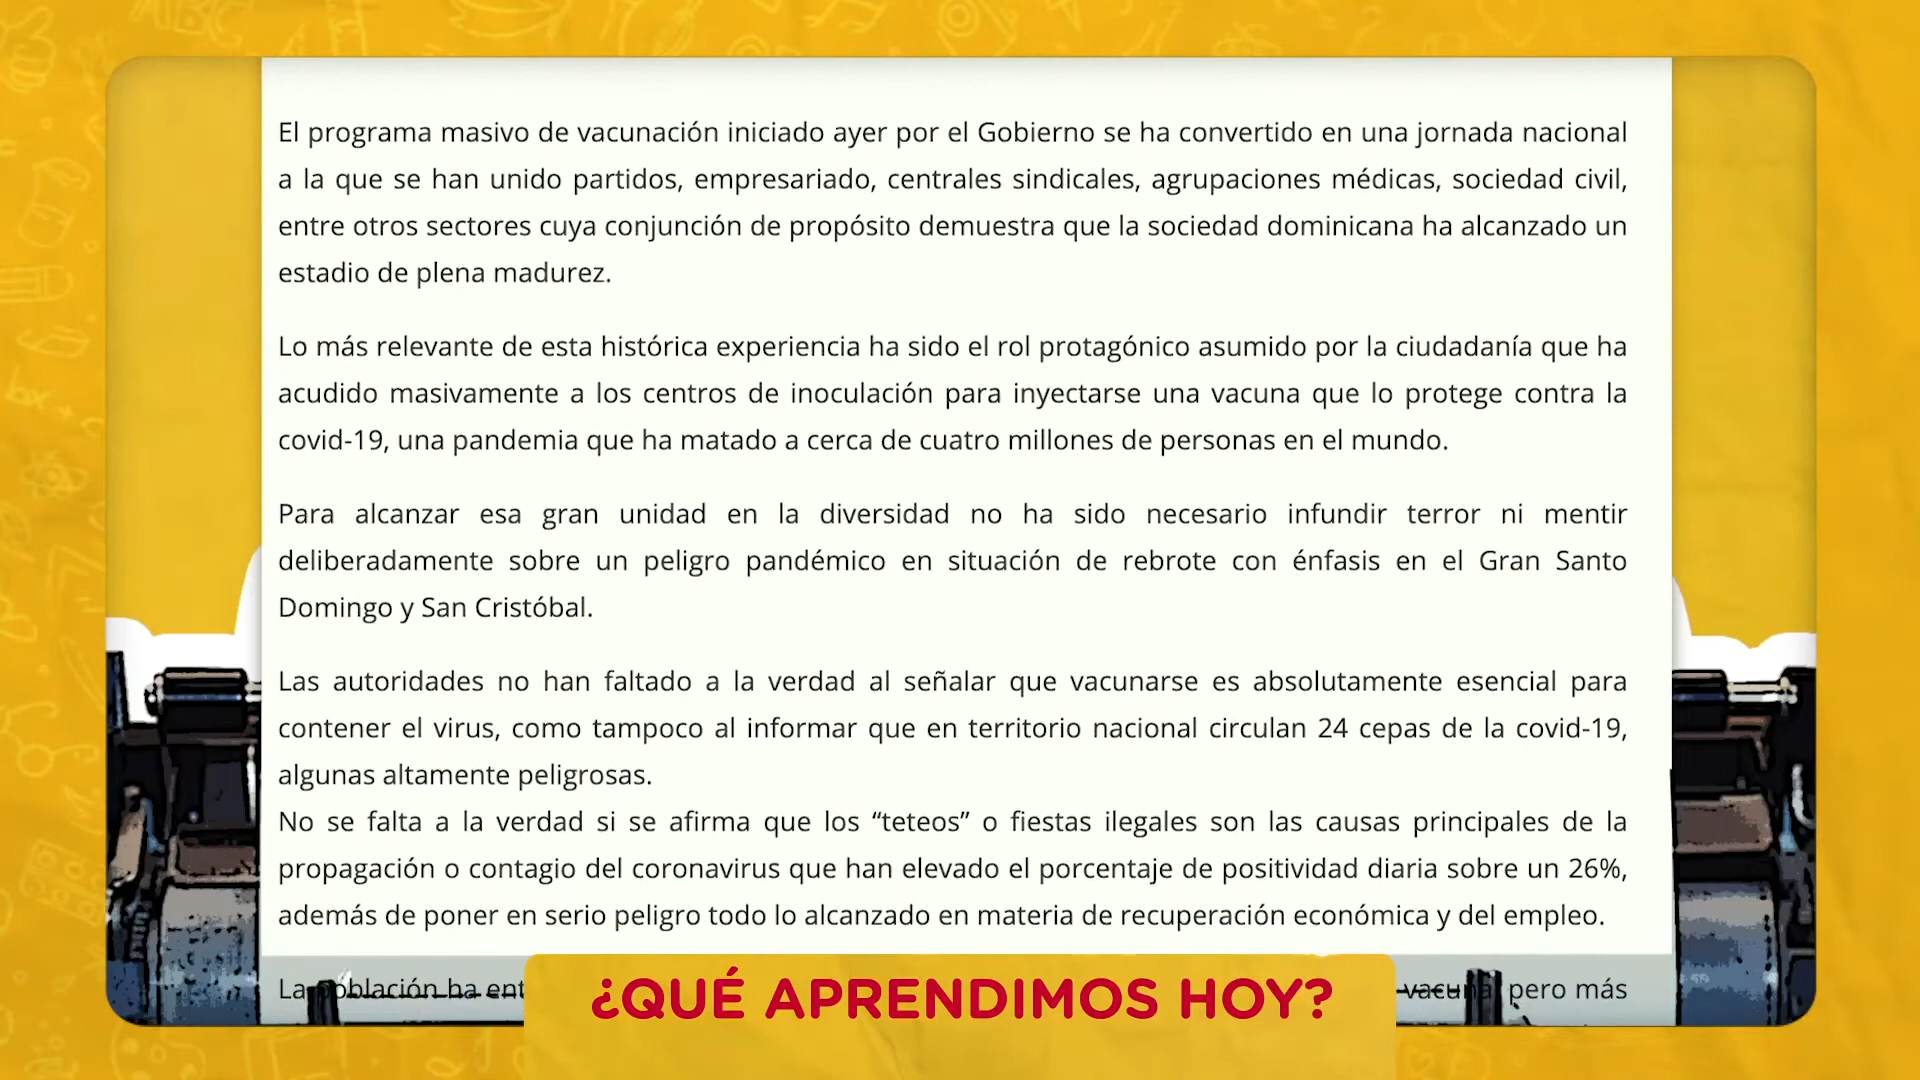 El programa masivo de vacunación iniciado ayer por el Gobierno se ha convertido en una jornada nacional
a la que se han unido partidos, empresariado, centrales sindicales, agrupaciones médicas, sociedad civil,
entre otros sectores cuya conjunción de propósito demuestra que la sociedad dominicana ha alcanzado un
estadio de plena madurez.
Lo más relevante de esta histórica experiencia ha sido el rol protagónico asumido por la ciudadanía que ha
acudido masivamente a los centros de inoculación para inyectarse una vacuna que lo protege contra la
covid-19, una pandemia que ha matado a cerca de cuatro millones de personas en el mundo.
Para alcanzar esa gran unidad en la diversidad no ha sido necesario infundir terror ni mentir
deliberadamente sobre un peligro pandémico en situación de rebrote con énfasis en el Gran Santo
Domingo y San Cristóbal.
Las autoridades no han faltado a la verdad al señalar que vacunarse es absolutamente esencial para
contener el virus, como tampoco al informar que en territorio nacional circulan 24 cepas de la covid-19,
algunas altamente peligrosas.
No se falta a la verdad si se afirma que los “teteos” o fiestas ilegales son las causas principales de la
propagación o contagio del coronavirus que han elevado el porcentaje de positividad diaria sobre un 26%,
además de poner en serio peligro todo lo alcanzado en materia de recuperación económica y del empleo.
La población ha vacuna pero más
¿QUÉ APRENDIMOS HOY?
ABC